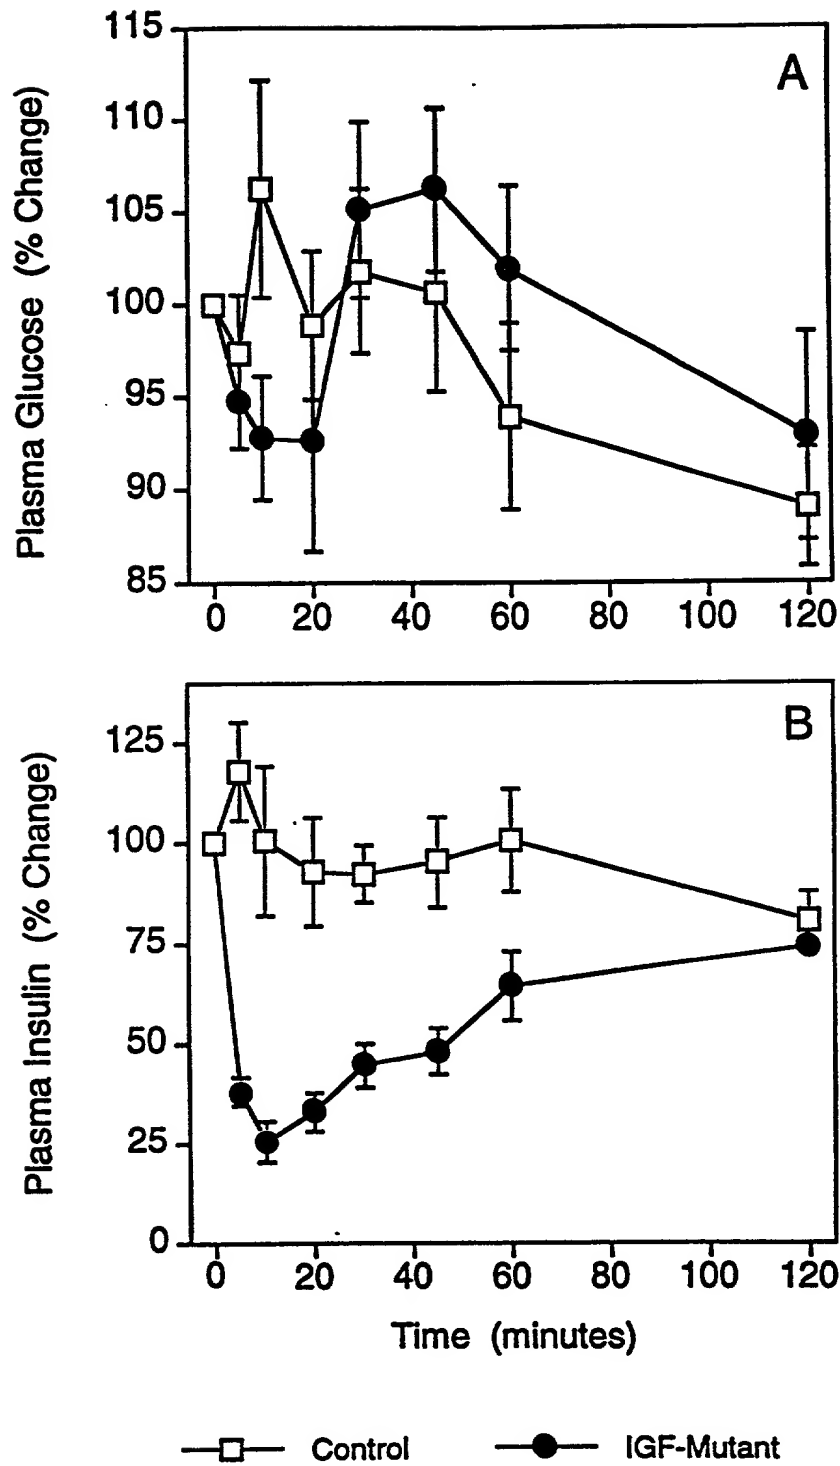 115
110
105
100
95
90
85
Plasma Glucose (% Change)
A
0 20 40 60 80 100 120
125
100
75
50
25
0
Plasma Insulin (% Change)
B
0 20 40 60 80 100 120
Time (minutes)
Control IGF-Mutant